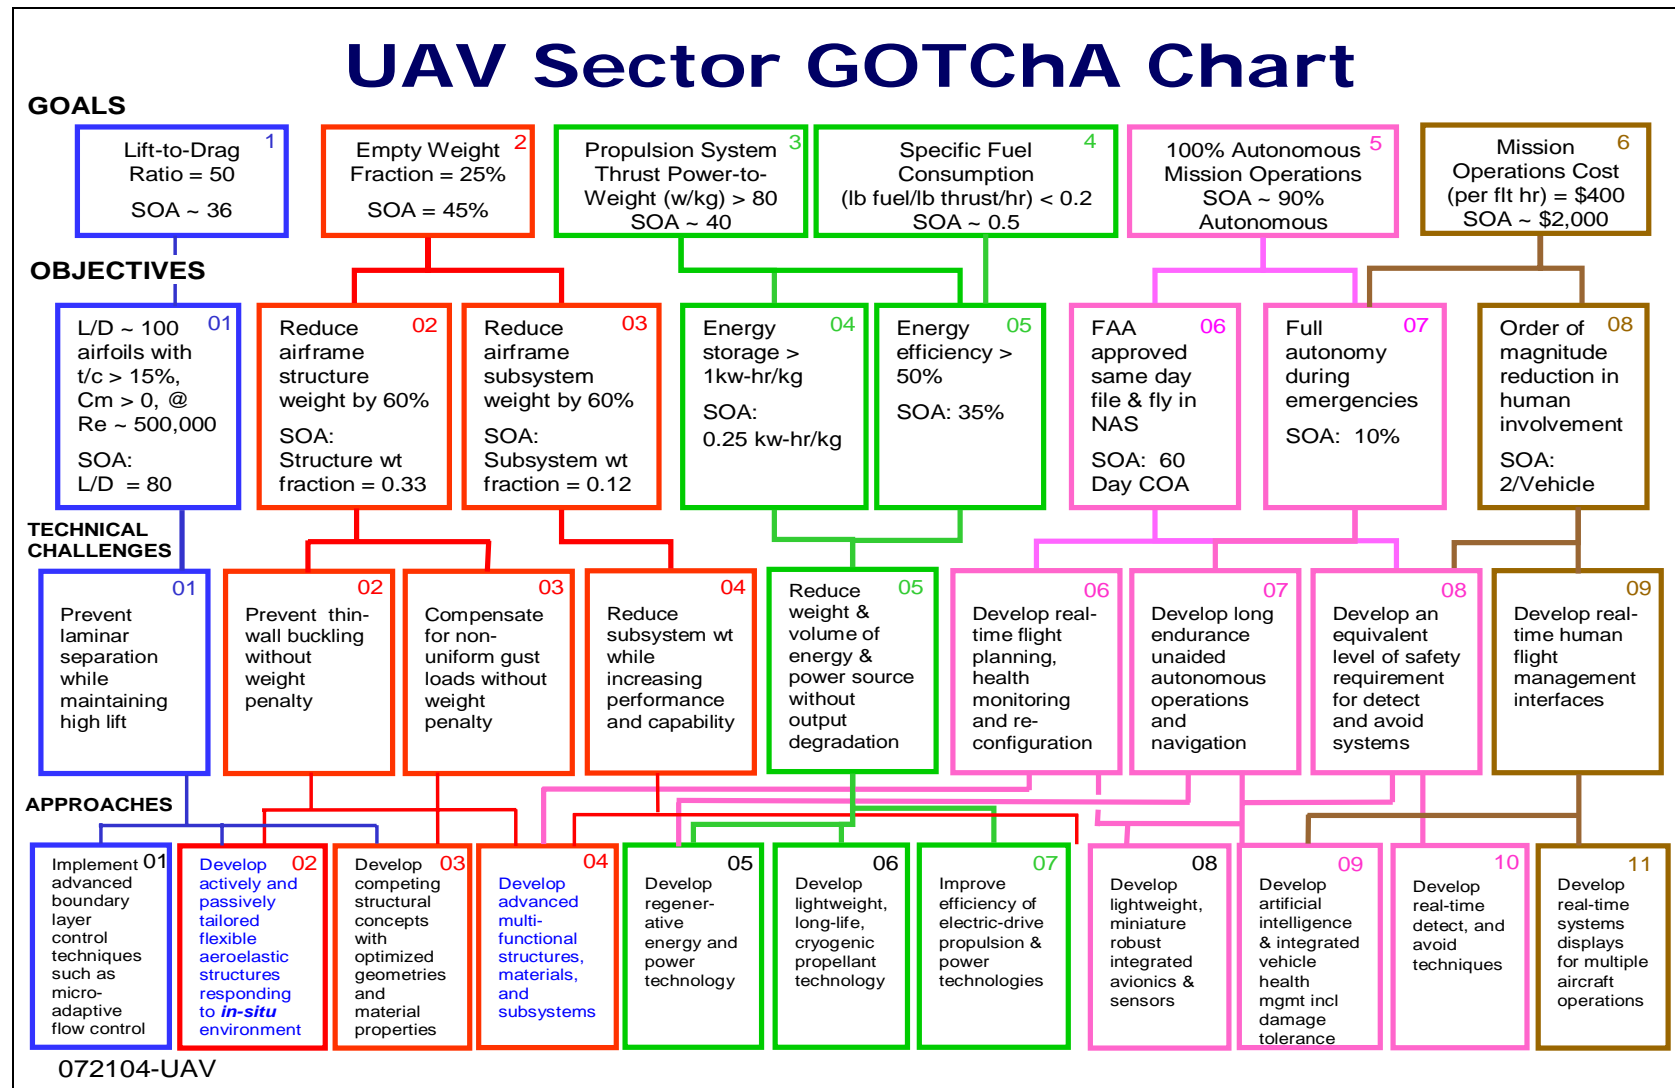 UAV Sector GOTChA Chart
GOALS
1
Lift-to-Drag
Ratio = 50
SOA ~ 36
2
Empty Weight
Fraction = 25%
SOA = 45%
3
Propulsion System
Thrust Power-to-
Weight (w/kg) > 80
SOA ~ 40
4
Specific Fuel
Consumption
(lb fuel/lb thrust/hr) < 0.2
SOA ~ 0.5
5
100% Autonomous
Mission Operations
SOA ~ 90%
Autonomous
6
Mission
Operations Cost
(per flt hr) = $400
SOA ~ $2,000
OBJECTIVES
01
L/D ~ 100
airfoils with
t/c > 15%,
Cm > 0, @
Re ~ 500,000
SOA:
L/D = 80
02
Reduce
airframe
structure
weight by 60%
SOA:
Structure wt
fraction = 0.33
03
Reduce
airframe
subsystem
weight by 60%
SOA:
Subsystem wt
fraction = 0.12
04
Energy
storage >
1kw-hr/kg
SOA:
0.25 kw-hr/kg
05
Energy
efficiency >
50%
SOA: 35%
06
FAA
approved
same day
file & fly in
NAS
SOA: 60
Day COA
07
Full
autonomy
during
emergencies
SOA: 10%
08
Order of
magnitude
reduction in
human
involvement
SOA:
2/Vehicle
TECHNICAL
CHALLENGES
01
Prevent
laminar
separation
while
maintaining
high lift
02
Prevent thin-
wall buckling
without
weight
penalty
03
Compensate
for non-
uniform gust
loads without
weight
penalty
04
Reduce
subsystem wt
while
increasing
performance
and capability
05
Reduce
weight &
volume of
energy &
power source
without
output
degradation
06
Develop real-
time flight
planning,
health
monitoring
and re-
configuration
07
Develop long
endurance
unaided
autonomous
operations
and
navigation
08
Develop an
equivalent
level of safety
requirement
for detect
and avoid
systems
09
Develop real-
time human
flight
management
interfaces
APPROACHES
01
Implement
advanced
boundary
layer
control
techniques
such as
micro-
adaptive
flow control
02
Develop
actively and
passively
tailored
flexible
aeroelastic
structures
responding
to in-situ
environment
03
Develop
competing
structural
concepts
with
optimized
geometries
and
material
properties
04
Develop
advanced
multi-
functional
structures,
materials,
and
subsystems
05
Develop
regener-
ative
energy and
power
technology
06
Develop
lightweight,
long-life,
cryogenic
propellant
technology
07
Improve
efficiency of
electric-drive
propulsion &
power
technologies
08
Develop
lightweight,
miniature
robust
integrated
avionics &
sensors
09
Develop
artificial
intelligence
& integrated
vehicle
health
mgmt incl
damage
tolerance
10
Develop
real-time
detect, and
avoid
techniques
11
Develop
real-time
systems
displays
for multiple
aircraft
operations
072104-UAV